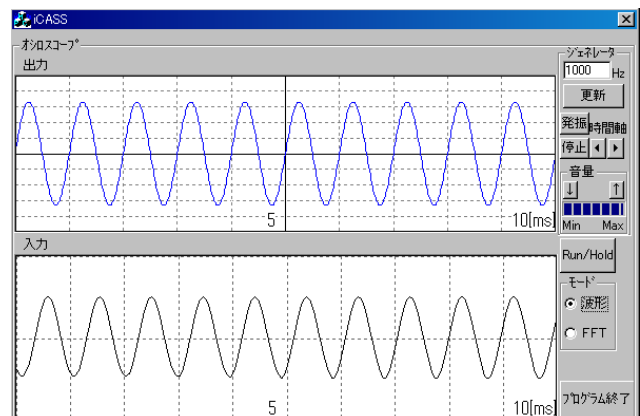 iCASS
オシロスコープ
出力
5
10[ms]
入力
5
10[ms]
ジェネレータ
1000 Hz
更新
発振 時間軸
停止
音量
↓ ↑
Min Max
Run/Hold
モード
波形
FFT
プログラム終了